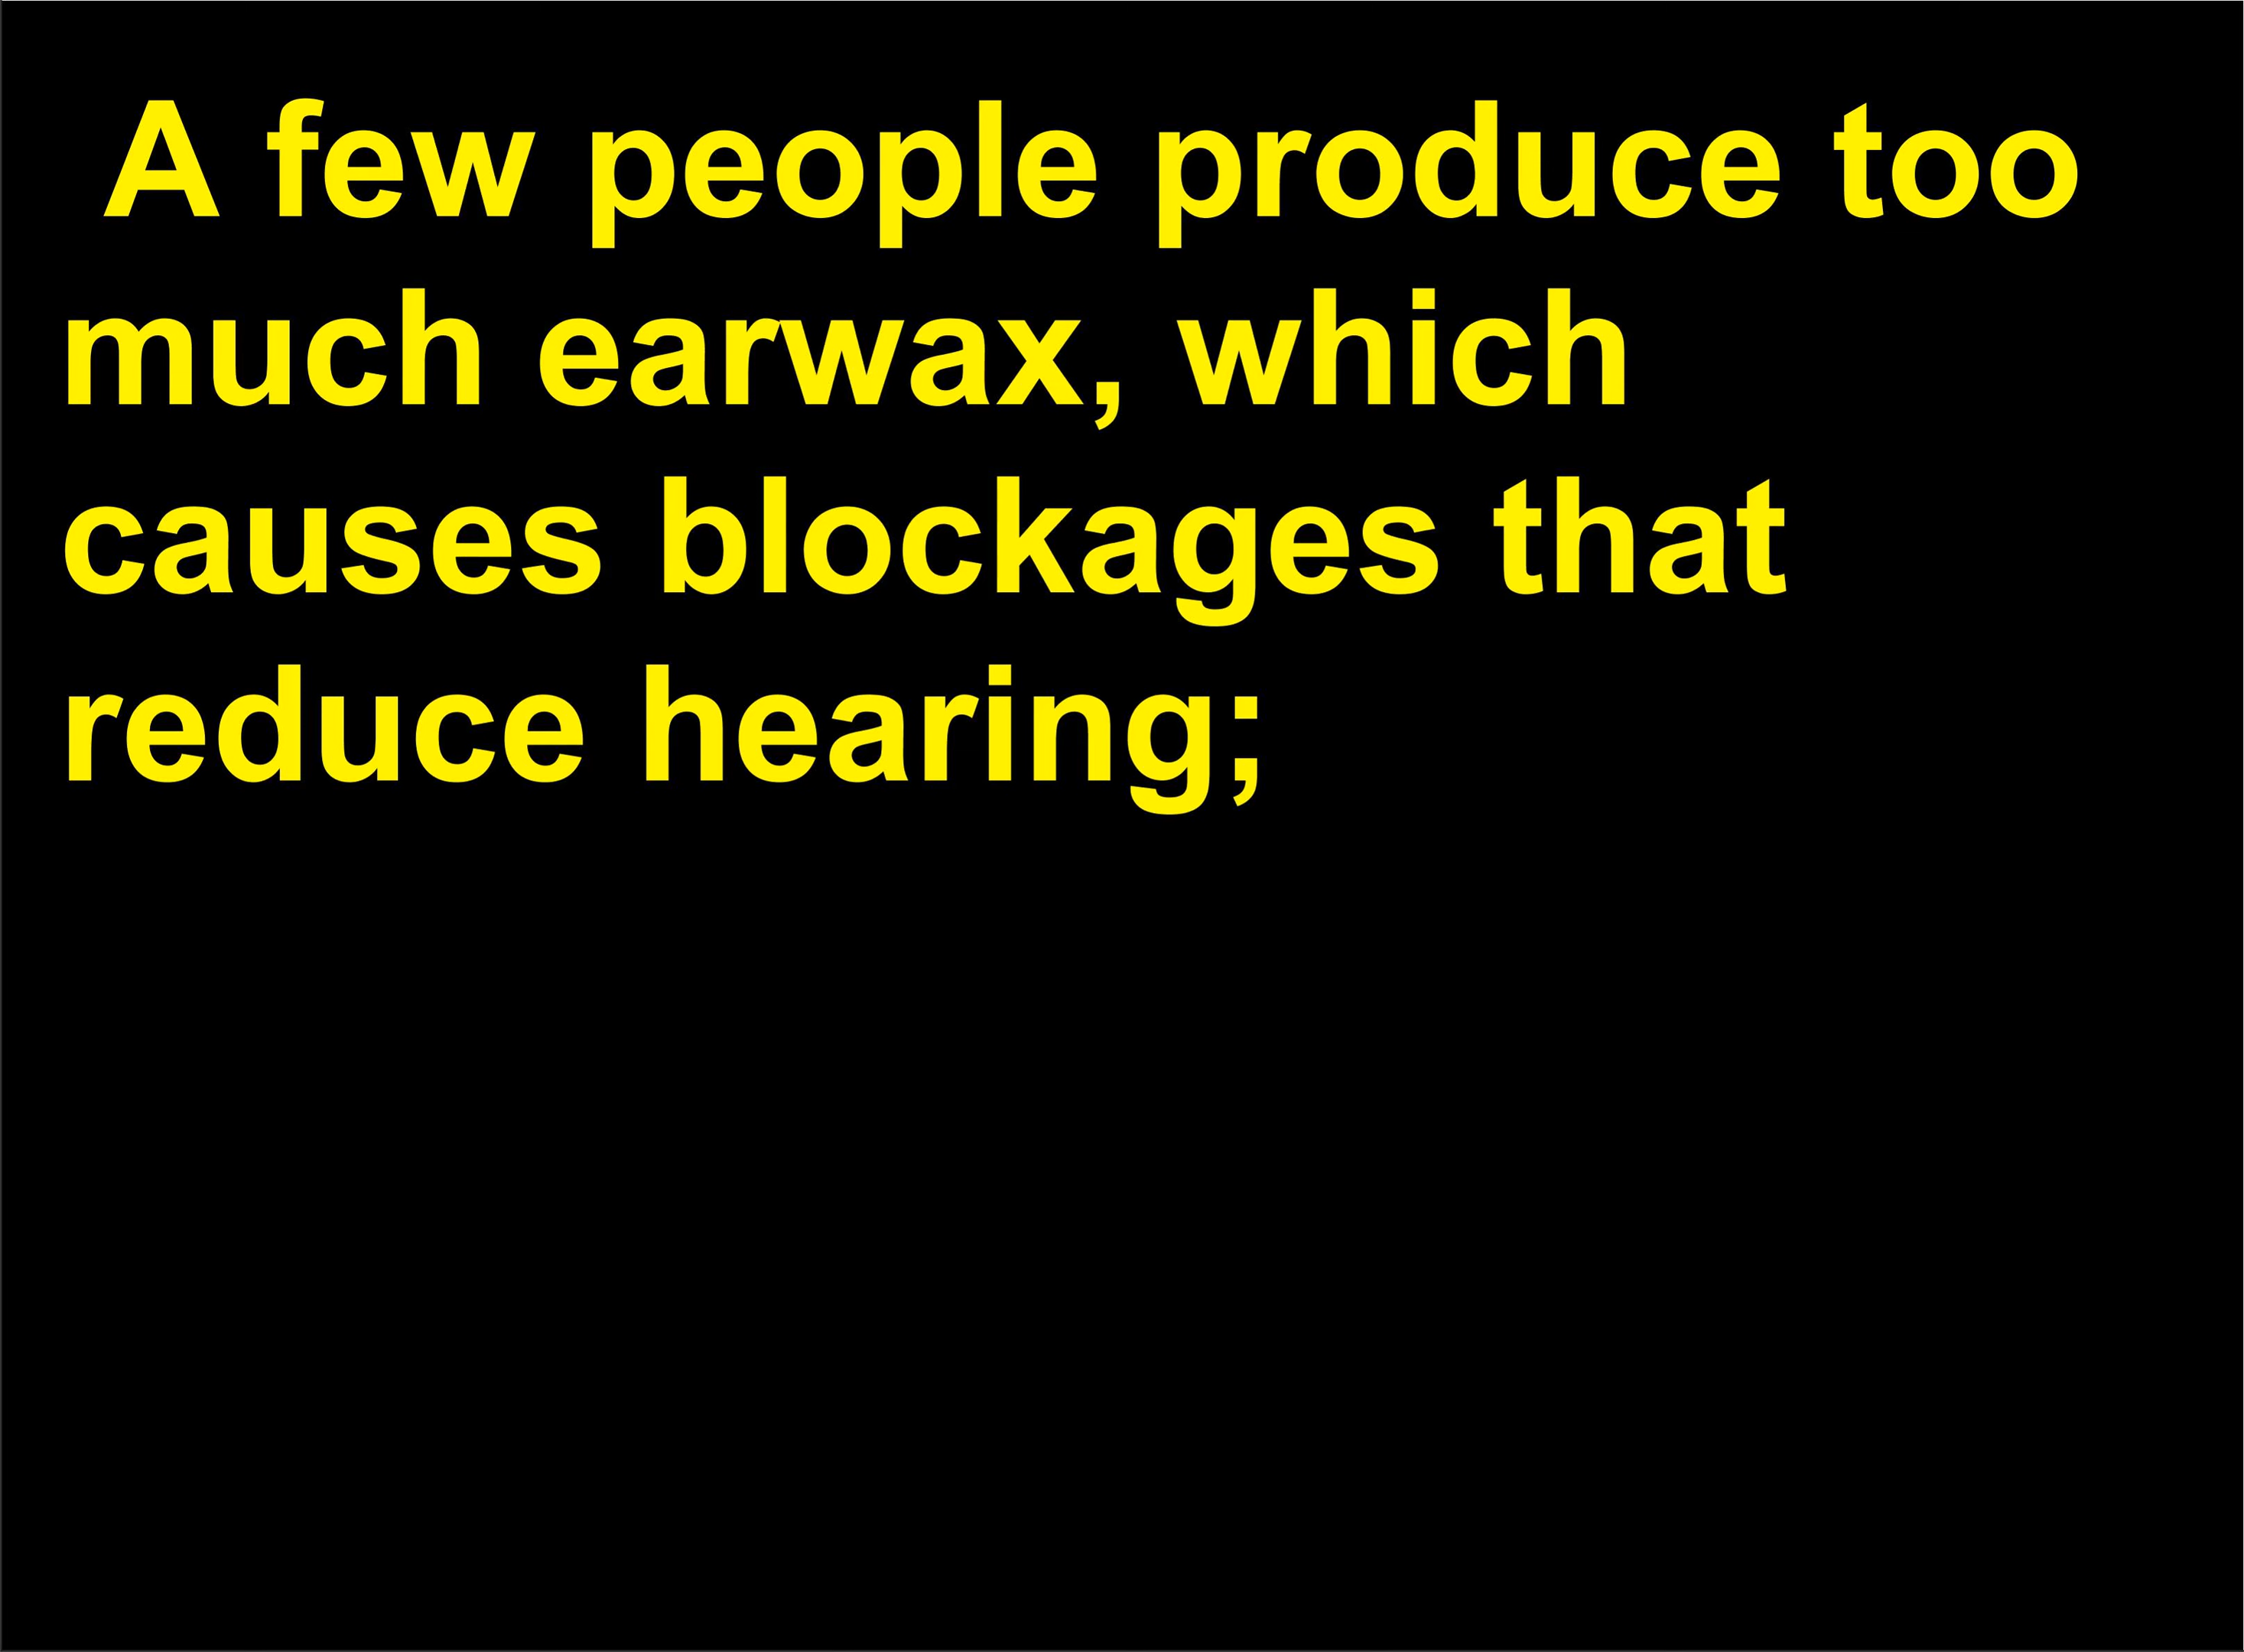 A few people produce too
much earwax, which
causes blockages that
reduce hearing;